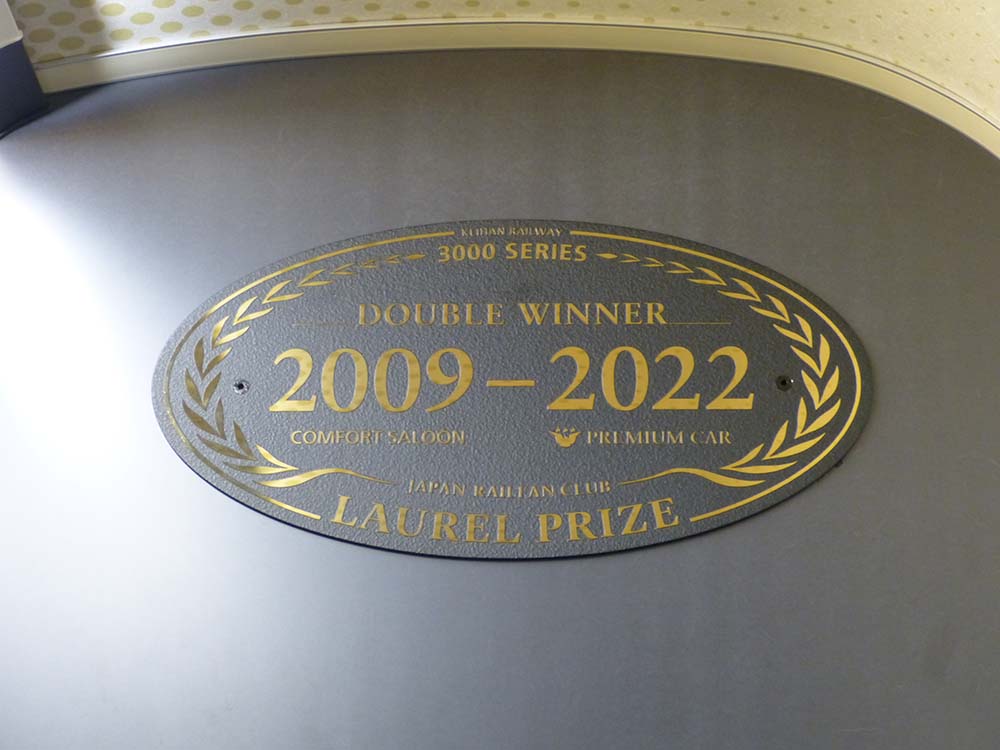 KEIHAN RAILWAY
3000 SERIES
DOUBLE WINNER
2009 – 2022
COMFORT SALOON PREMIUM CAR
JAPAN RAILFAN CLUB
LAUREL PRIZE